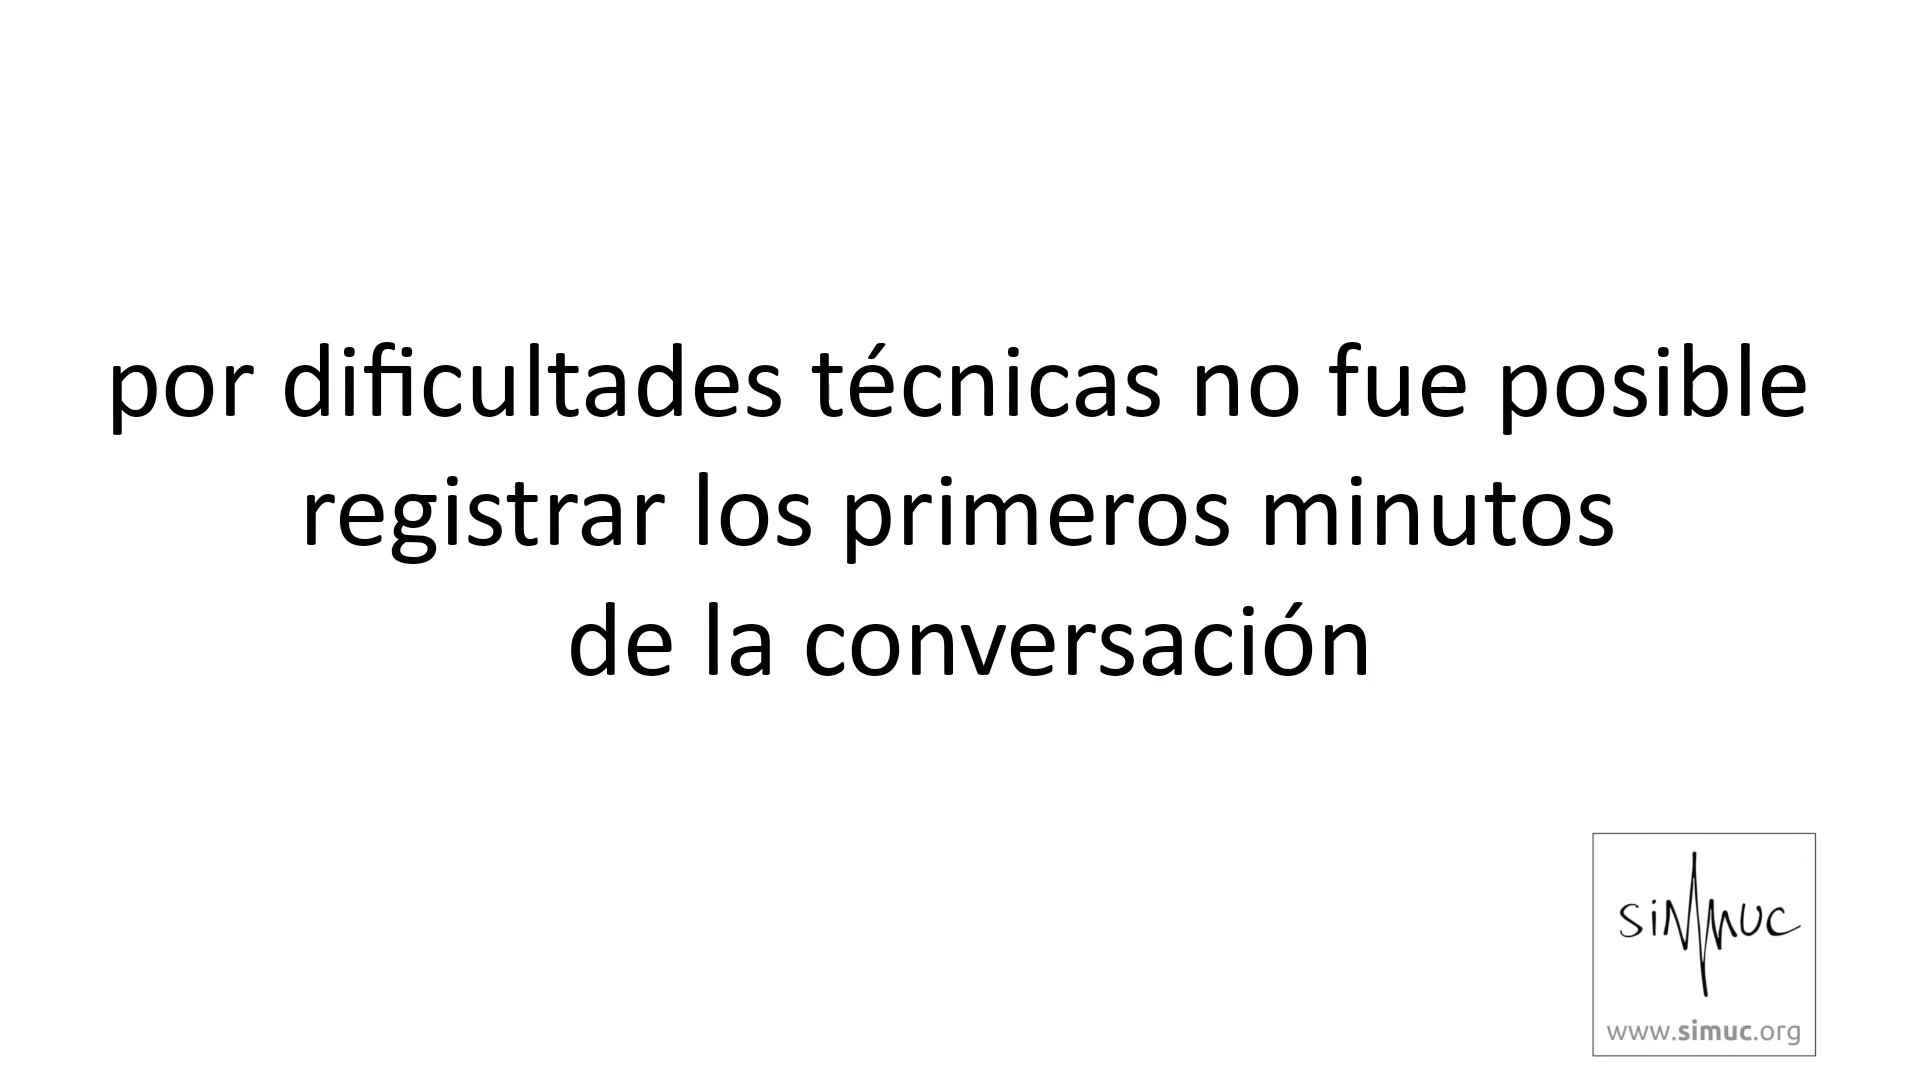 por dificultades técnicas no fue posible
registrar los primeros minutos
de la conversación
simuc
www.simuc.org